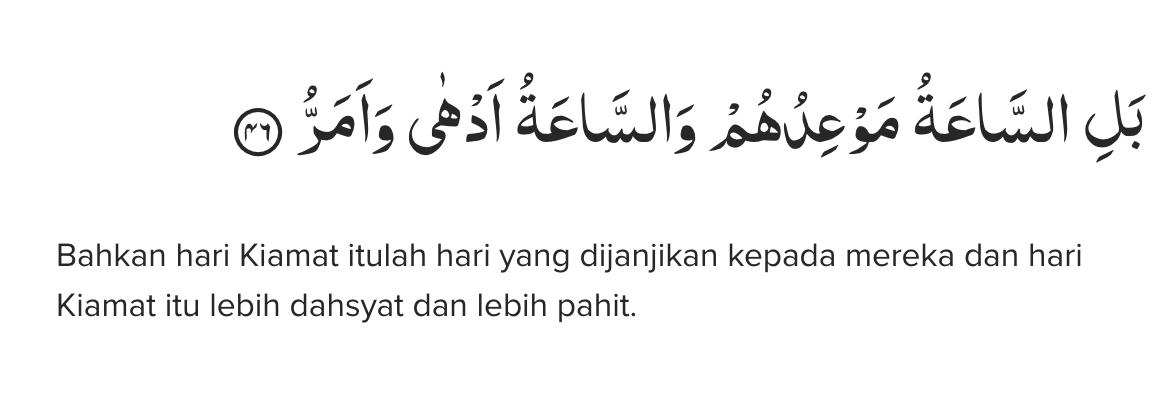 بَلِ السَّاعَةُ مَوْعِدُهُمْ وَالسَّاعَةُ اَدْهٰى وَاَمَرُّ ۴۶
Bahkan hari Kiamat itulah hari yang dijanjikan kepada mereka dan hari
Kiamat itu lebih dahsyat dan lebih pahit.